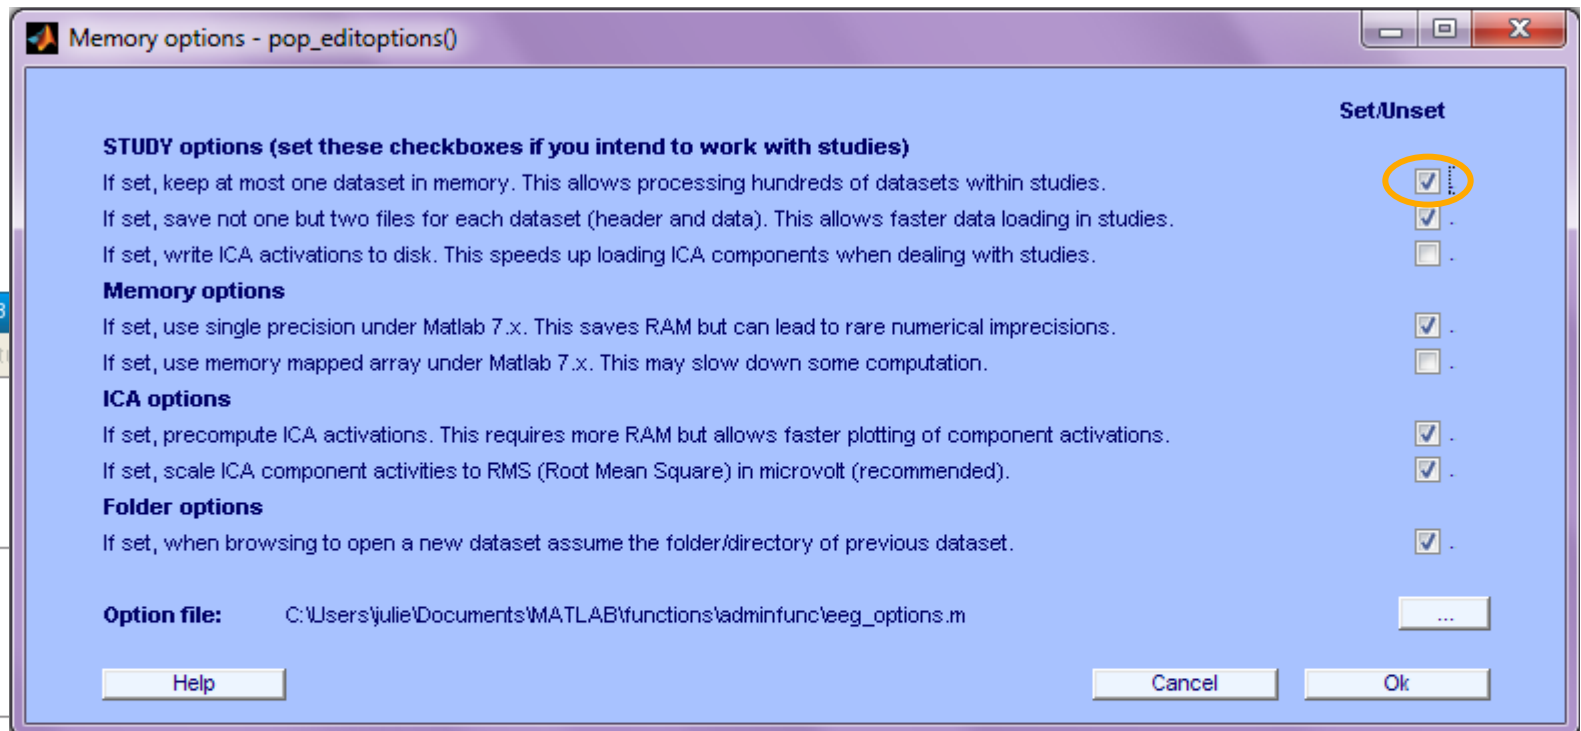 Memory options - pop_editoptions()
Set/Unset
STUDY options (set these checkboxes if you intend to work with studies)
If set, keep at most one dataset in memory. This allows processing hundreds of datasets within studies.
If set, save not one but two files for each dataset (header and data). This allows faster data loading in studies.
If set, write ICA activations to disk. This speeds up loading ICA components when dealing with studies.
Memory options
If set, use single precision under Matlab 7.x. This saves RAM but can lead to rare numerical imprecisions.
If set, use memory mapped array under Matlab 7.x. This may slow down some computation.
ICA options
If set, precompute ICA activations. This requires more RAM but allows faster plotting of component activations.
If set, scale ICA component activities to RMS (Root Mean Square) in microvolt (recommended).
Folder options
If set, when browsing to open a new dataset assume the folder/directory of previous dataset.
Option file: C:\Users\julie\Documents\MATLAB\functions\adminfunc\eeg_options.m ...
Help Cancel Ok